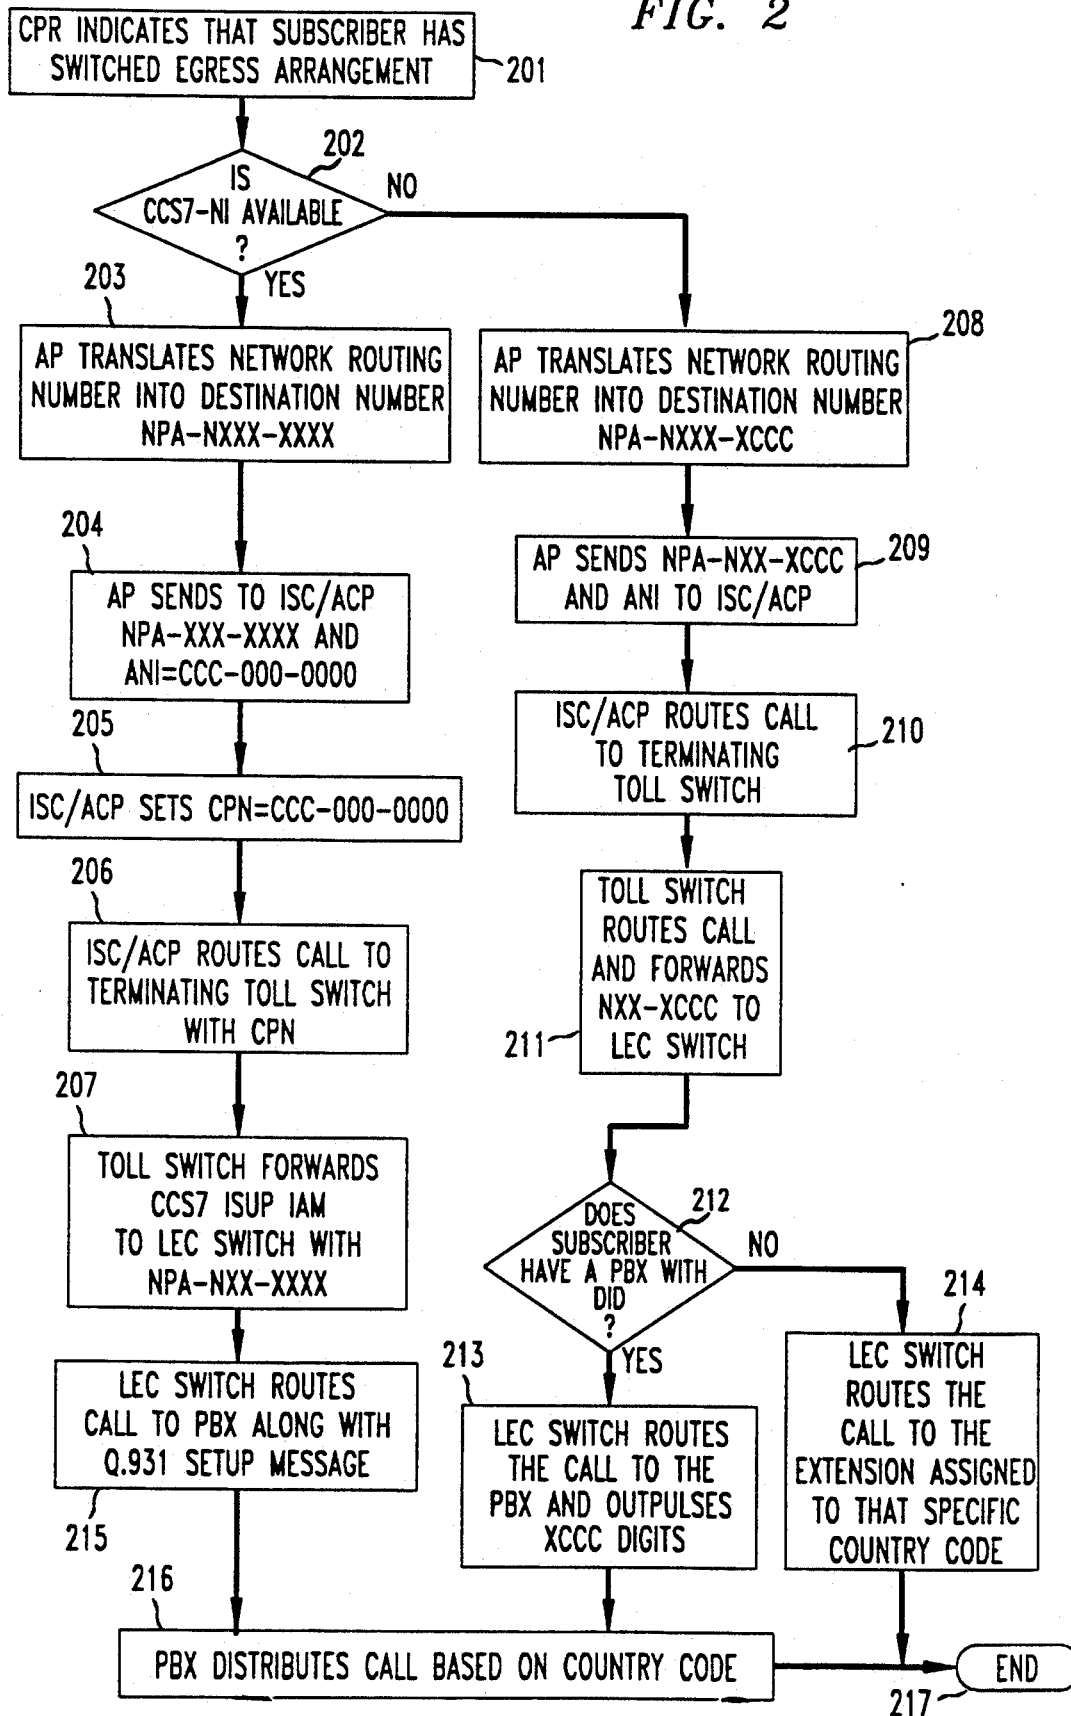 FIG. 2
CPR INDICATES THAT SUBSCRIBER HAS
SWITCHED EGRESS ARRANGEMENT
201
202
IS
CCS7-NI AVAILABLE
?
NO
YES
203
AP TRANSLATES NETWORK ROUTING
NUMBER INTO DESTINATION NUMBER
NPA-NXXX-XXXX
204
AP SENDS TO ISC/ACP
NPA-XXX-XXXX AND
ANI=CCC-000-0000
205
ISC/ACP SETS CPN=CCC-000-0000
206
ISC/ACP ROUTES CALL TO
TERMINATING TOLL SWITCH
WITH CPN
207
TOLL SWITCH FORWARDS
CCS7 ISUP IAM
TO LEC SWITCH WITH
NPA-NXX-XXXX
LEC SWITCH ROUTES
CALL TO PBX ALONG WITH
Q.931 SETUP MESSAGE
215
208
AP TRANSLATES NETWORK ROUTING
NUMBER INTO DESTINATION NUMBER
NPA-NXXX-XCCC
AP SENDS NPA-NXX-XCCC
AND ANI TO ISC/ACP
209
ISC/ACP ROUTES CALL
TO TERMINATING
TOLL SWITCH
210
TOLL SWITCH
ROUTES CALL
AND FORWARDS
NXX-XCCC TO
LEC SWITCH
211
212
DOES
SUBSCRIBER
HAVE A PBX WITH
DID
?
NO
YES
213
LEC SWITCH ROUTES
THE CALL TO THE
PBX AND OUTPULSES
XCCC DIGITS
214
LEC SWITCH
ROUTES THE
CALL TO THE
EXTENSION ASSIGNED
TO THAT SPECIFIC
COUNTRY CODE
216
PBX DISTRIBUTES CALL BASED ON COUNTRY CODE
END
217